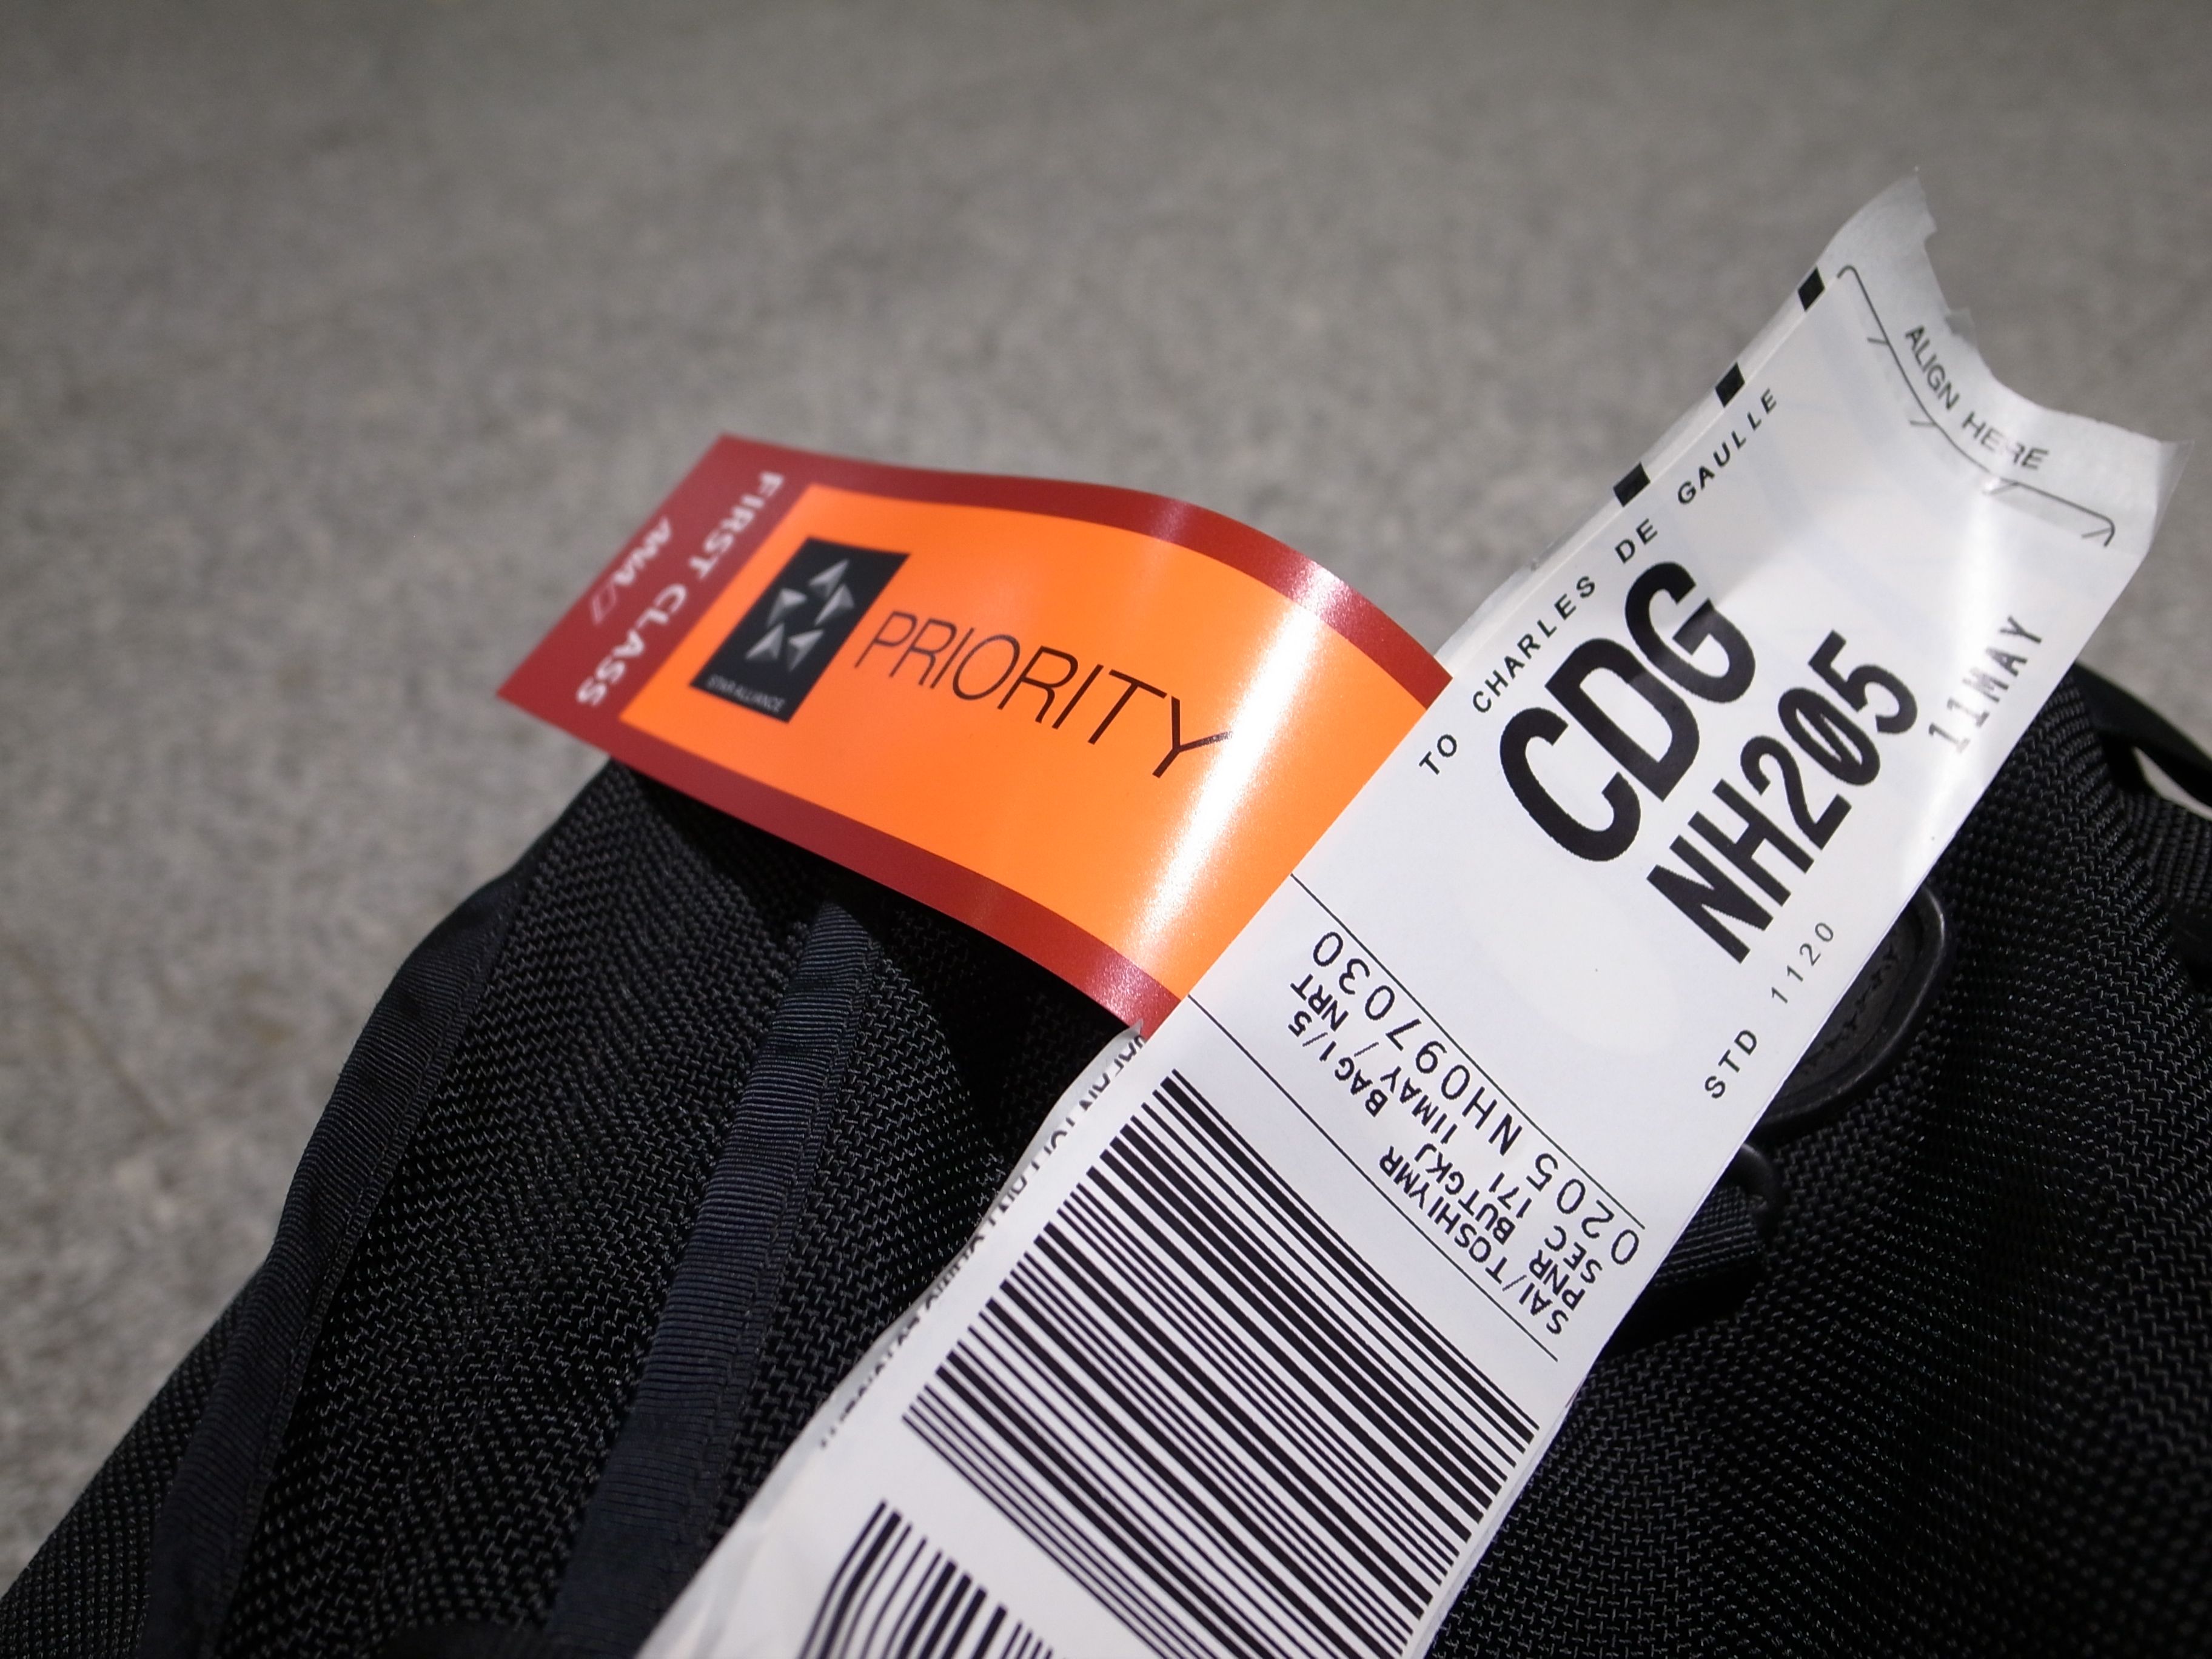 FIRST CLASS
ANA
STAR ALLIANCE
PRIORITY
ALIGN HERE
TO CHARLES DE GAULLE
CDG
NH205
11MAY
STD 1120
0205 NH097030
SEC 171 11MAY/NRT
PNR BUTGKJ BAG1/5
SAI/TOSHIYMR